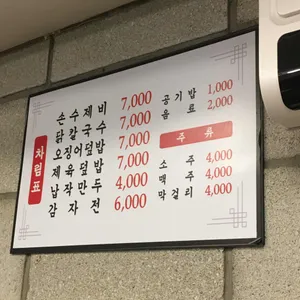 차림표
손수제비 7,000
닭칼국수 7,000
오징어덮밥 7,000
제육덮밥 7,000
납작만두 4,000
감자전 6,000
공기밥 1,000
음료 2,000
주류
소주 4,000
맥주 4,000
막걸리 4,000